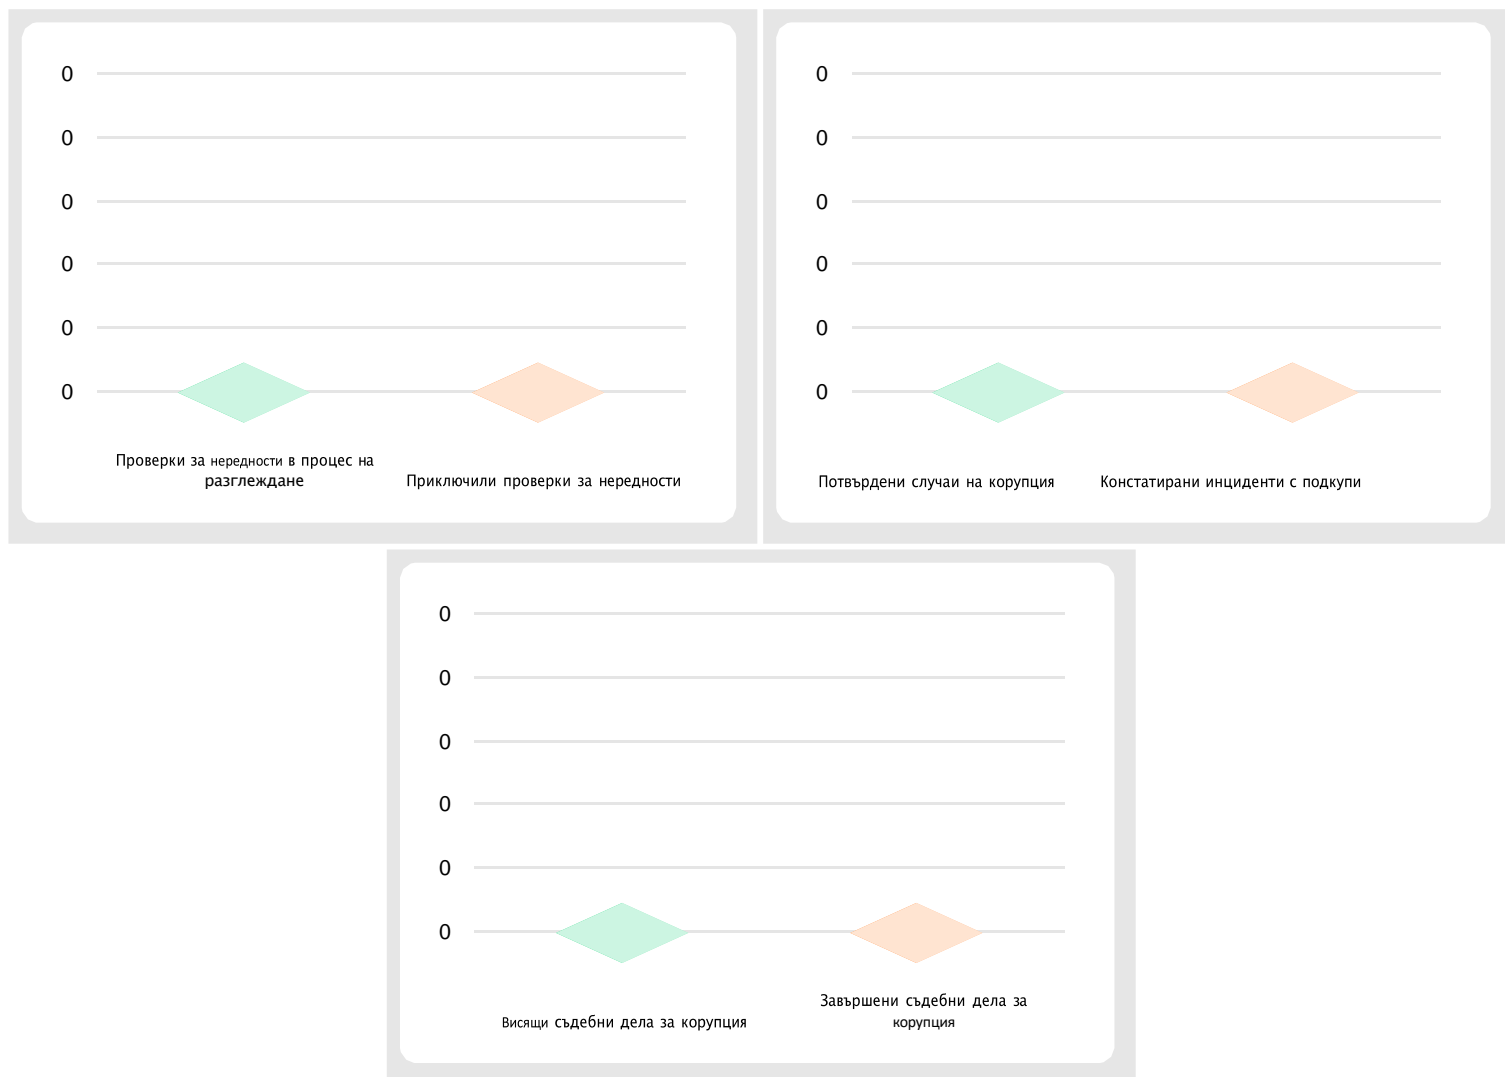 0
0
0
0
0
0
Проверки за нередности в процес на
разглеждане
Приключили проверки за нередности
0
0
0
0
0
0
Потвърдени случаи на корупция
Констатирани инциденти с подкупи
0
0
0
0
0
0
Висящи съдебни дела за корупция
Завършени съдебни дела за
корупция